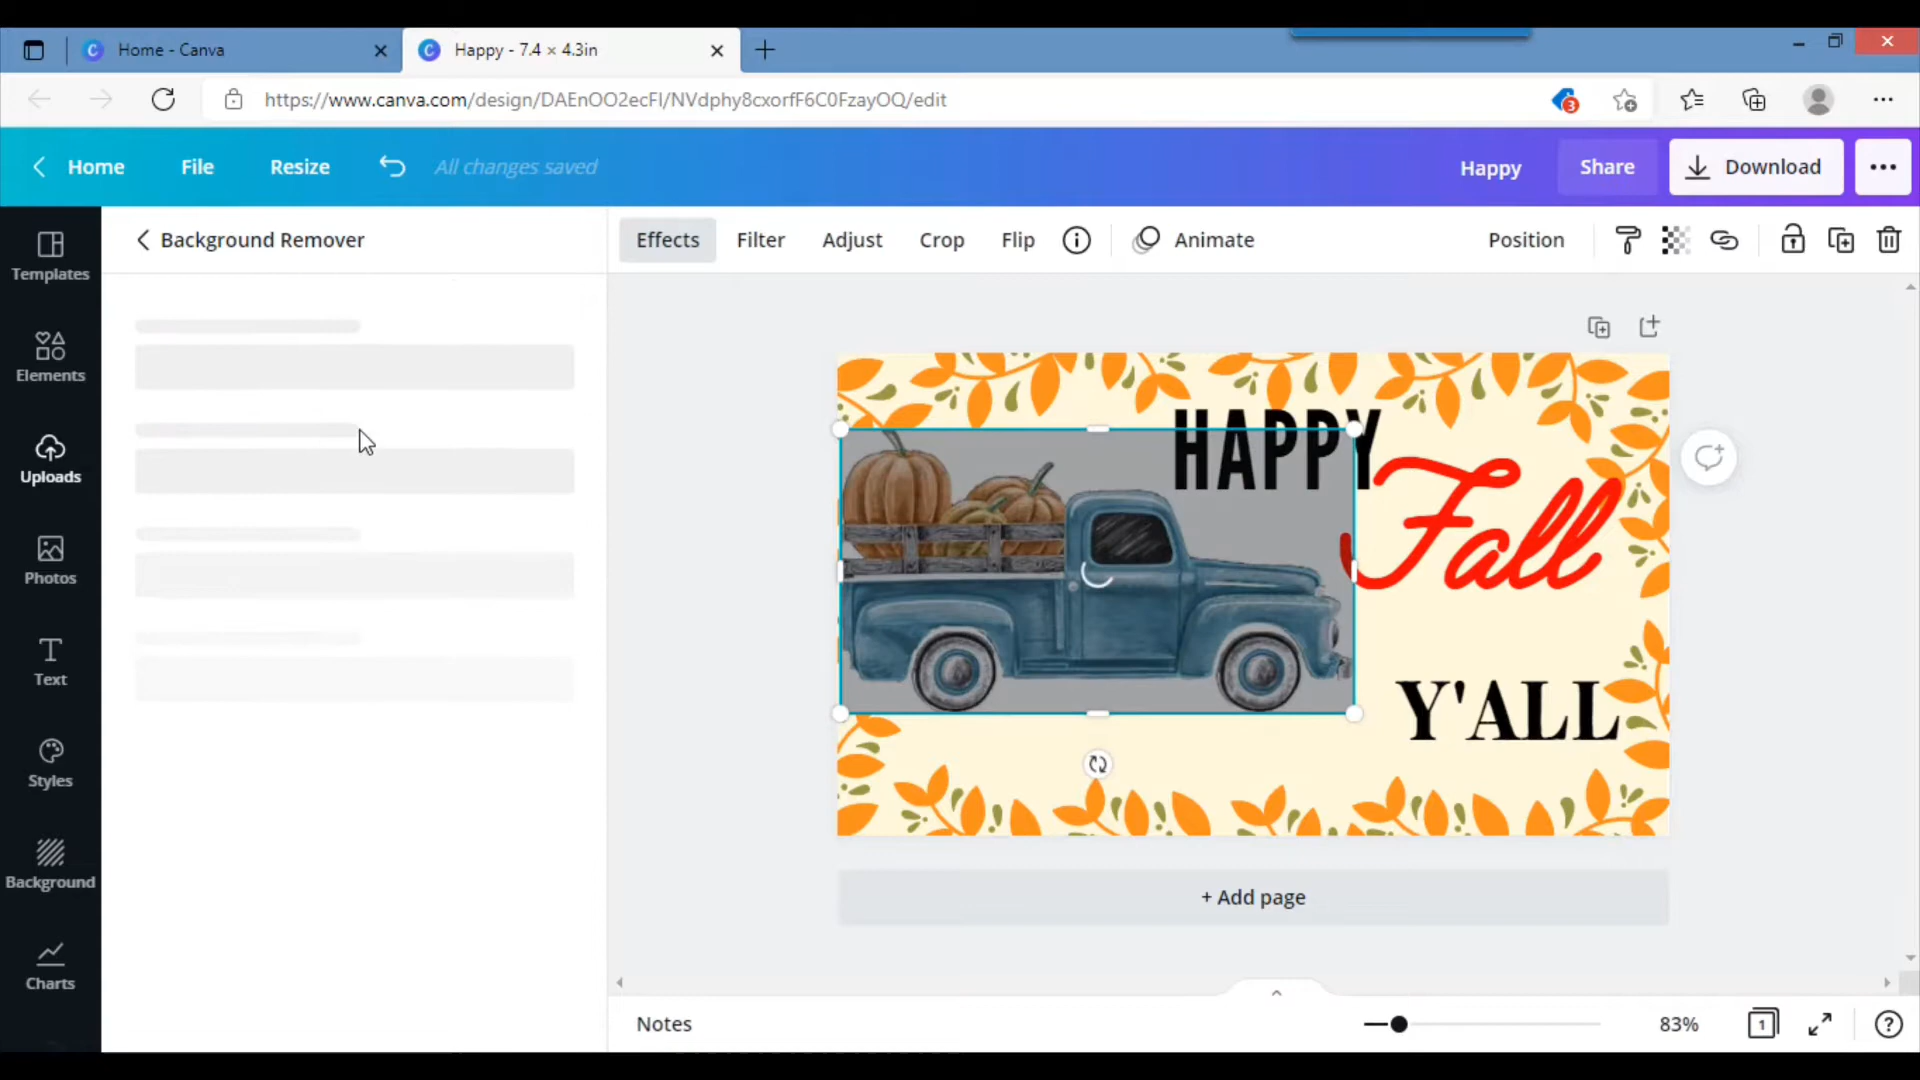 Home - Canva
Happy - 7.4 × 4.3in
https://www.canva.com/design/DAEnOO2ecFI/NVdphy8cxorfF6C0FzayOQ/edit
3
Home
File
Resize
All changes saved
Happy
Share
Download
Templates
Elements
Uploads
Photos
Text
Styles
Background
Charts
Background Remover
Effects
Filter
Adjust
Crop
Flip
Animate
Position
HAPPY
Fall
Y'ALL
+ Add page
Notes
83%
1